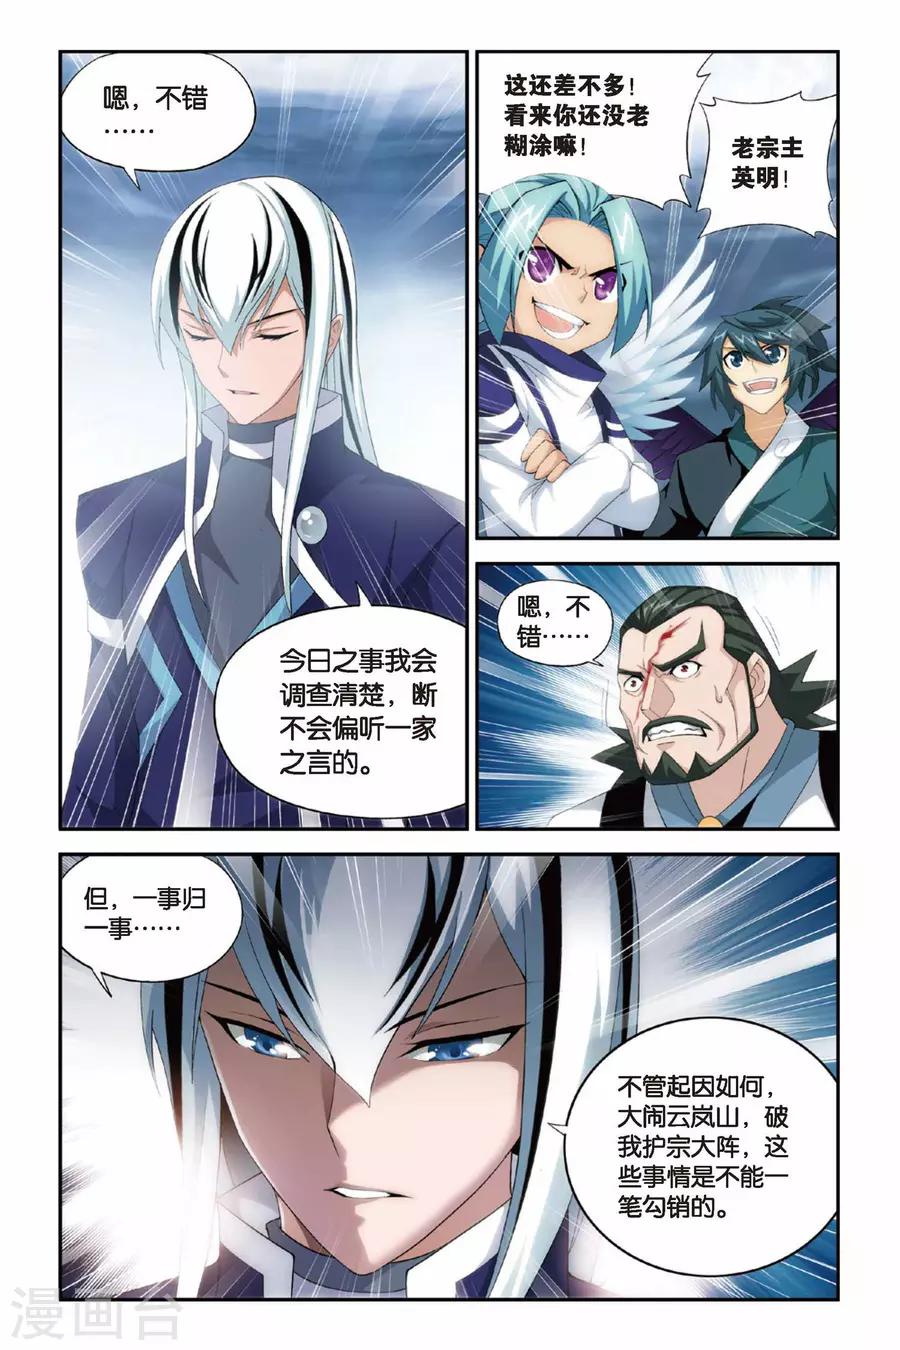 嗯，不错
……
今日之事我会
调查清楚，断
不会偏听一家
之言的。
这还差不多！
看来你还没老
糊涂嘛！
老宗主
英明！
嗯，不
错……
但，一事归
一事……
不管起因如何，
大闹云岚山，破
我护宗大阵，这
些事情是不能一
笔勾销的。
漫画台